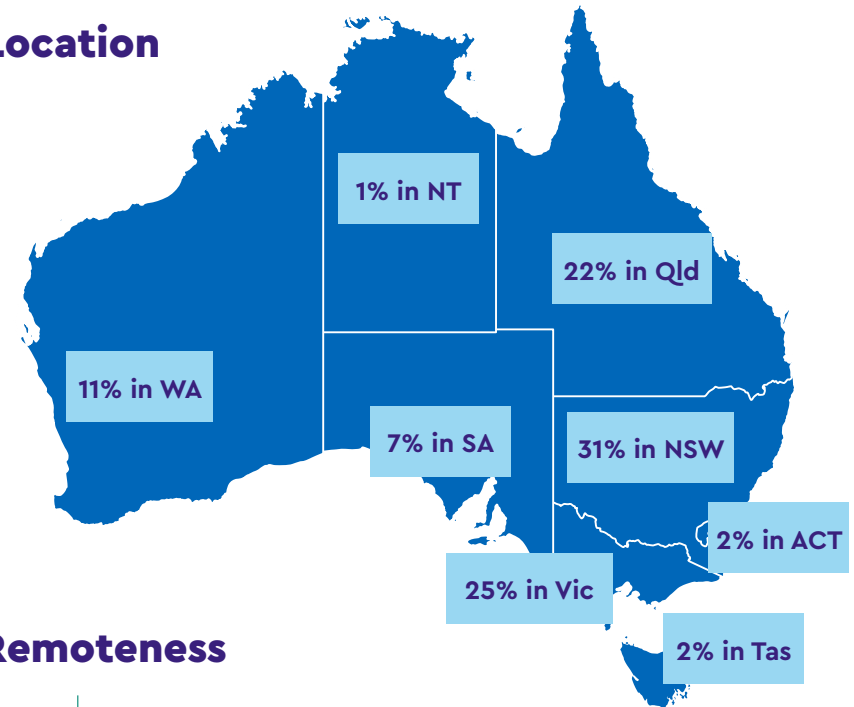 Location
1% in NT
22% in Qld
11% in WA
7% in SA
31% in NSW
2% in ACT
25% in Vic
Remoteness
2% in Tas